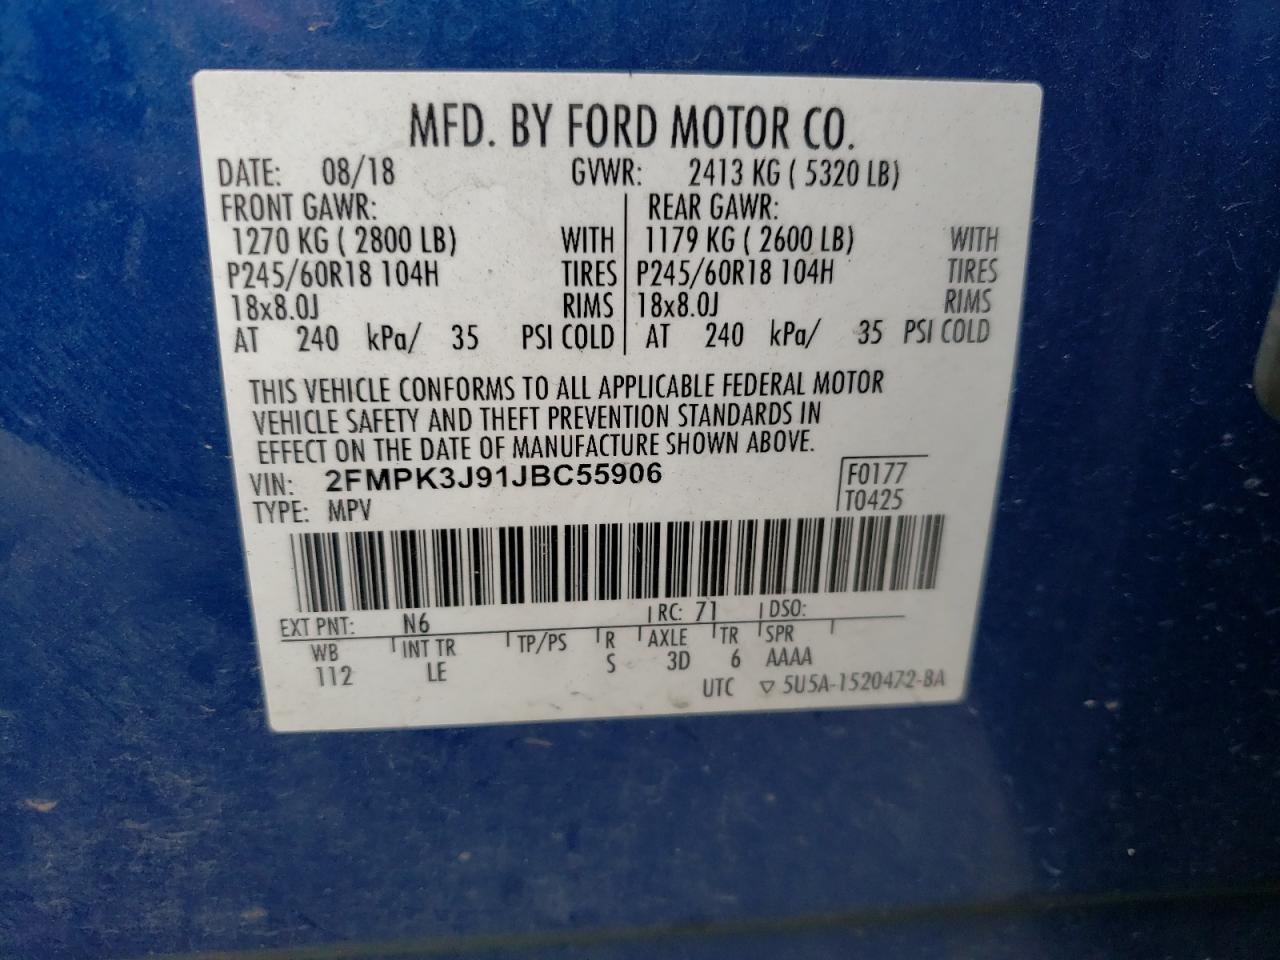 MFD. BY FORD MOTOR CO.
DATE: 08/18 GVWR: 2413 KG ( 5320 LB)
FRONT GAWR: REAR GAWR:
1270 KG ( 2800 LB) WITH 1179 KG ( 2600 LB) WITH
P245/60R18 104H TIRES P245/60R18 104H TIRES
18x8.0J RIMS 18x8.0J RIMS
AT 240 kPa/ 35 PSI COLD AT 240 kPa/ 35 PSI COLD
THIS VEHICLE CONFORMS TO ALL APPLICABLE FEDERAL MOTOR
VEHICLE SAFETY AND THEFT PREVENTION STANDARDS IN
EFFECT ON THE DATE OF MANUFACTURE SHOWN ABOVE.
VIN: 2FMPK3J91JBC55906 F0177
TYPE: MPV T0425
EXT PNT: N6 RC: 71 DSO:
WB INT TR TP/PS R AXLE TR SPR
112 LE S 3D 6 AAAA
UTC ▽ 5U5A-1520472-BA